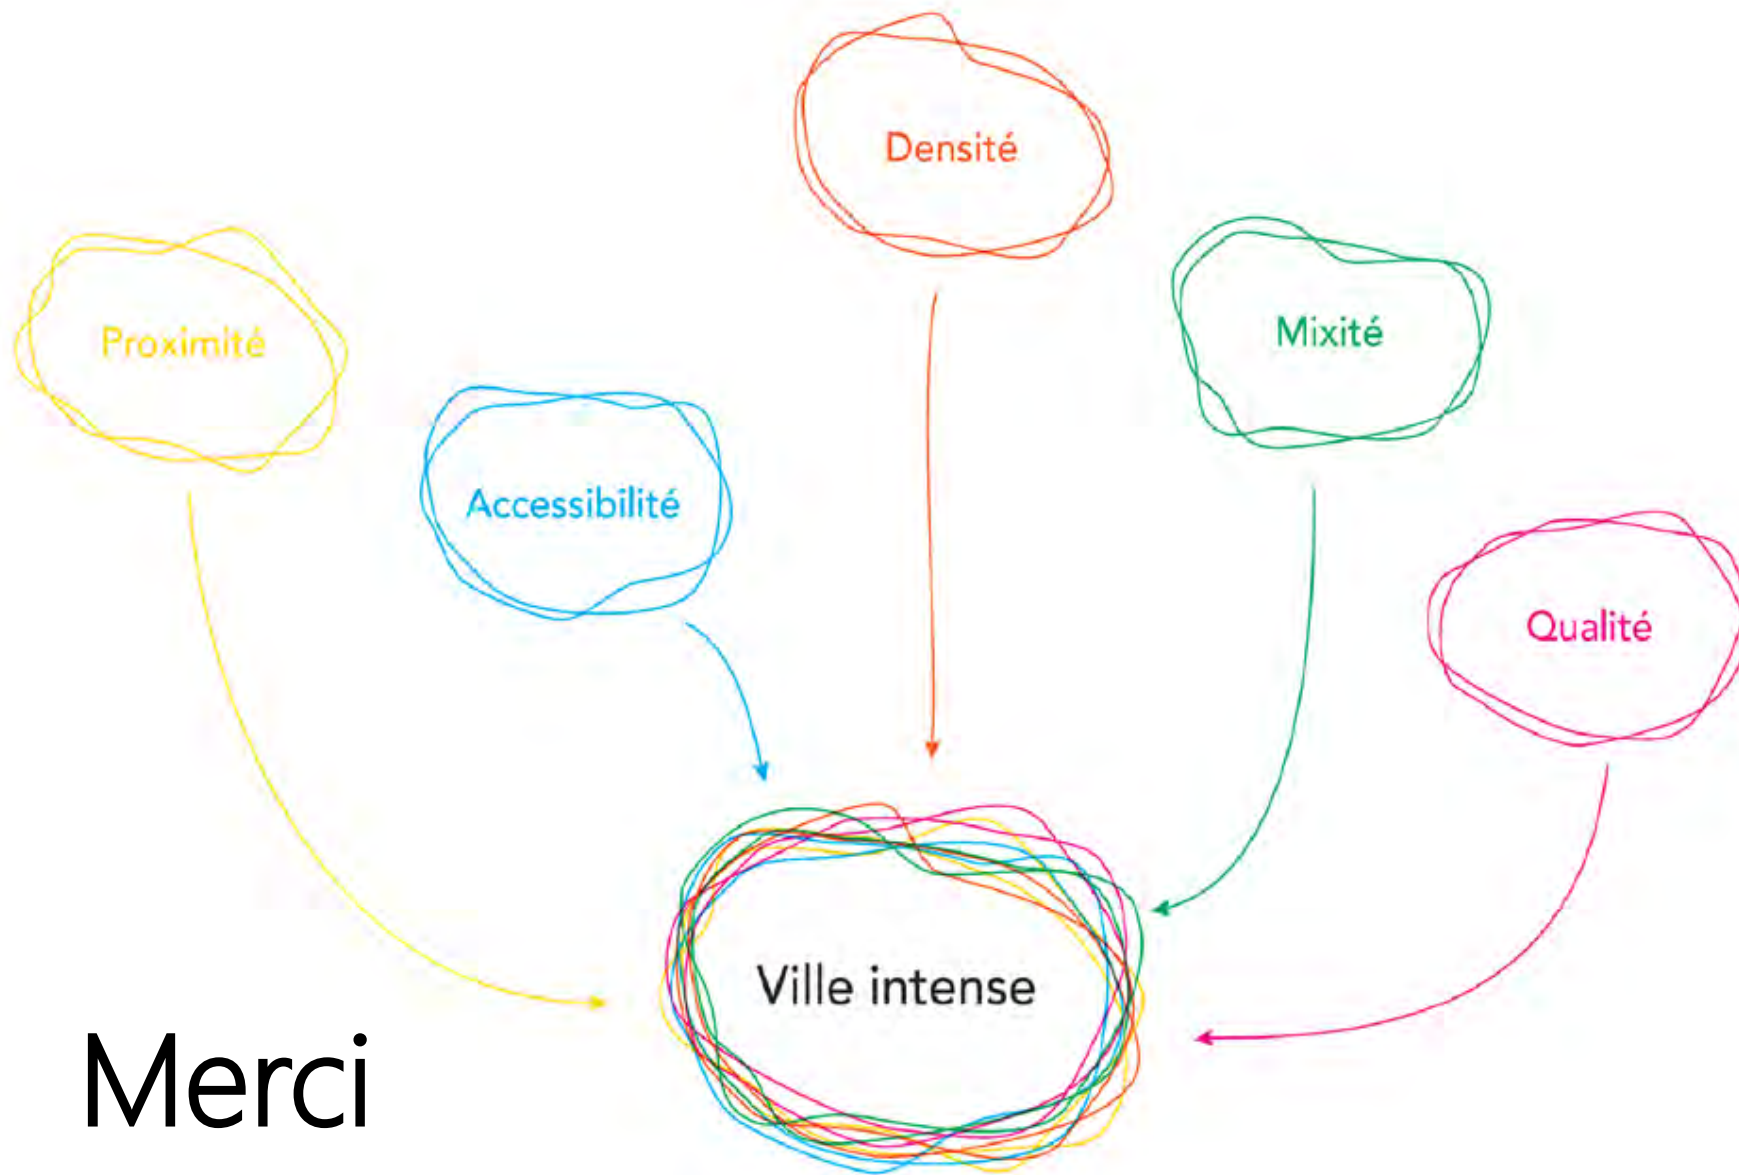 Densité
Proximité
Mixité
Accessibilité
Qualité
Ville intense
Merci